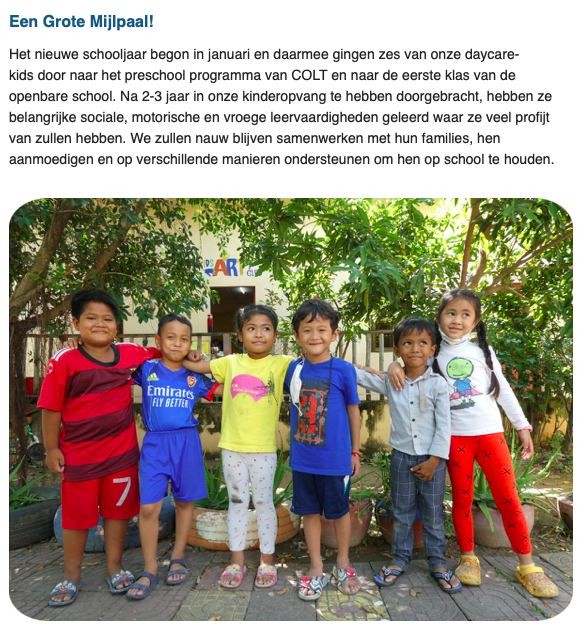 Een Grote Mijlpaal!
Het nieuwe schooljaar begon in januari en daarmee gingen zes van onze daycare-
kids door naar het preschool programma van COLT en naar de eerste klas van de
openbare school. Na 2-3 jaar in onze kinderopvang te hebben doorgebracht, hebben ze
belangrijke sociale, motorische en vroege leervaardigheden geleerd waar ze veel profijt
van zullen hebben. We zullen nauw blijven samenwerken met hun families, hen
aanmoedigen en op verschillende manieren ondersteunen om hen op school te houden.
Emirates
FLY BETTER
7